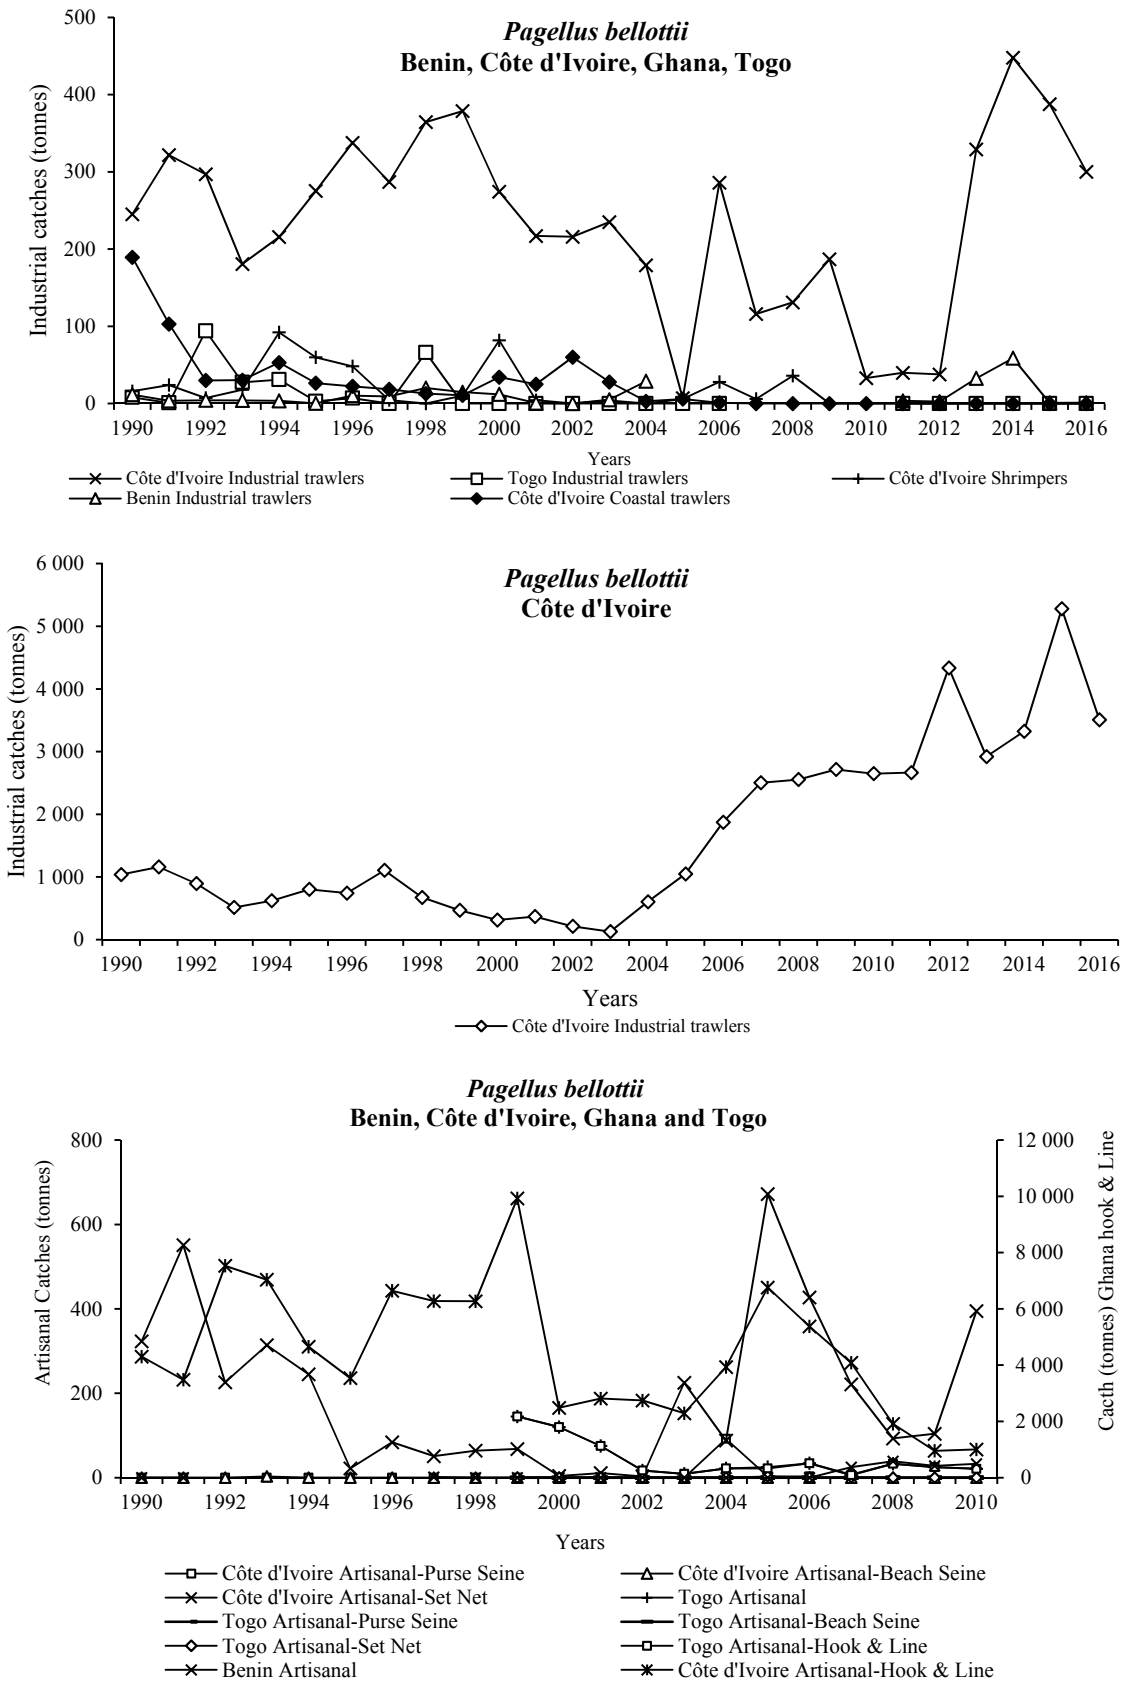 Pagellus bellottii
Benin, Côte d'Ivoire, Ghana, Togo
Industrial catches (tonnes)
500
400
300
200
100
0
1990 1992 1994 1996 1998 2000 2002 2004 2006 2008 2010 2012 2014 2016
Years
Côte d'Ivoire Industrial trawlers Togo Industrial trawlers Côte d'Ivoire Shrimpers
Benin Industrial trawlers Côte d'Ivoire Coastal trawlers
Pagellus bellottii
Côte d'Ivoire
Industrial catches (tonnes)
6 000
5 000
4 000
3 000
2 000
1 000
0
1990 1992 1994 1996 1998 2000 2002 2004 2006 2008 2010 2012 2014 2016
Years
Côte d'Ivoire Industrial trawlers
Pagellus bellottii
Benin, Côte d'Ivoire, Ghana and Togo
Artisanal Catches (tonnes)
800
600
400
200
0
12 000
10 000
8 000
6 000
4 000
2 000
0
Cacth (tonnes) Ghana hook & Line
1990 1992 1994 1996 1998 2000 2002 2004 2006 2008 2010
Years
Côte d'Ivoire Artisanal-Purse Seine Côte d'Ivoire Artisanal-Beach Seine
Côte d'Ivoire Artisanal-Set Net Togo Artisanal
Togo Artisanal-Purse Seine Togo Artisanal-Beach Seine
Togo Artisanal-Set Net Togo Artisanal-Hook & Line
Benin Artisanal Côte d'Ivoire Artisanal-Hook & Line